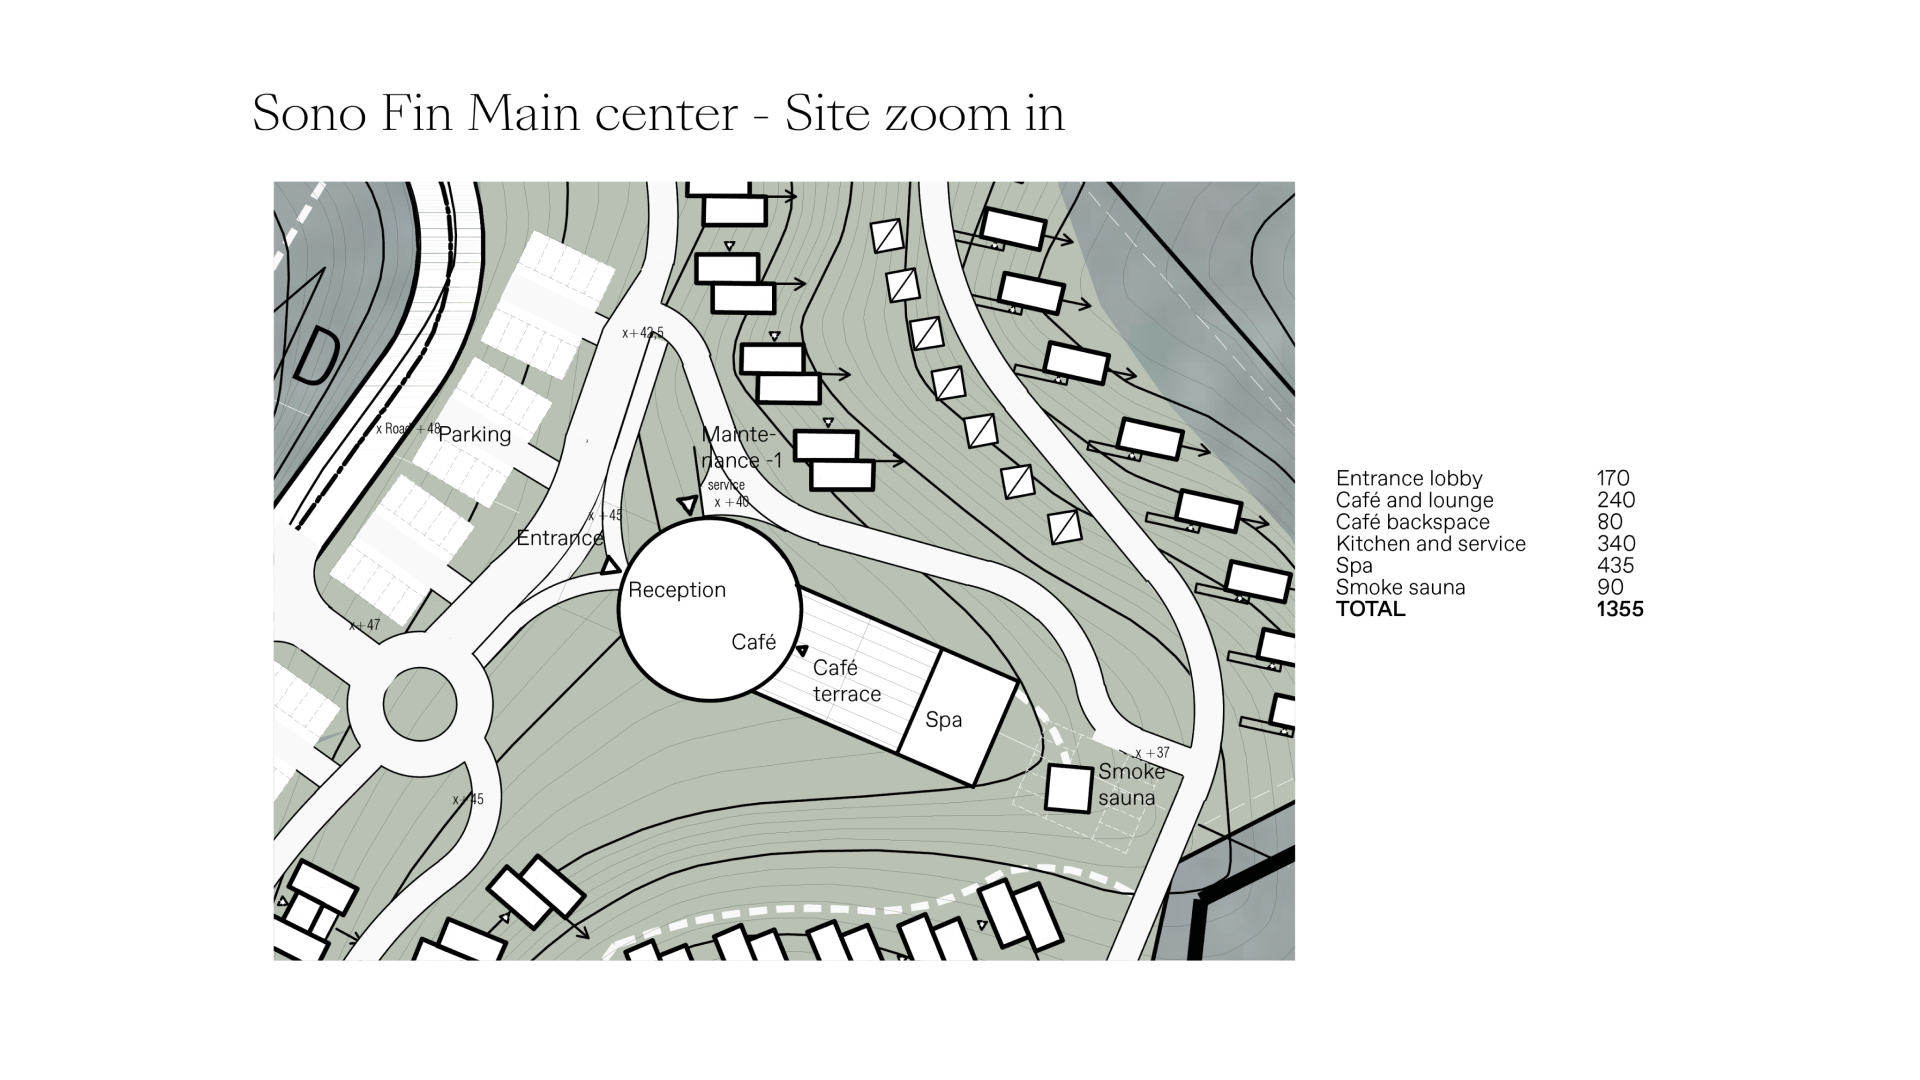 Sono Fin Main center - Site zoom in
D
x+42,5
x Road +48
Parking
Mainte-
nance -1
service
x +40
x +45
Entrance
Reception
Café
Café
terrace
Spa
x+47
x+45
x +37
Smoke
sauna
Entrance lobby 170
Café and lounge 240
Café backspace 80
Kitchen and service 340
Spa 435
Smoke sauna 90
TOTAL 1355